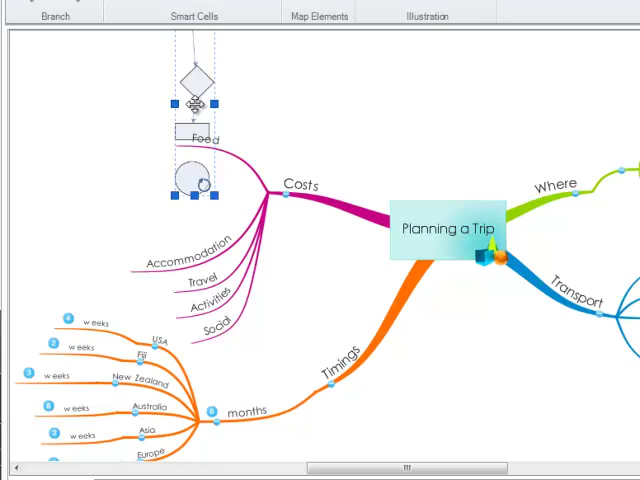 Branch
Smart Cells
Map Elements
Illustration
Food
Costs
Where
Planning a Trip
Accommodation
Travel
Activities
Social
Transport
Timings
4 weeks
USA
2 weeks
Fiji
3 weeks
New Zealand
8 weeks
Australia
6 months
2 weeks
Asia
Europe